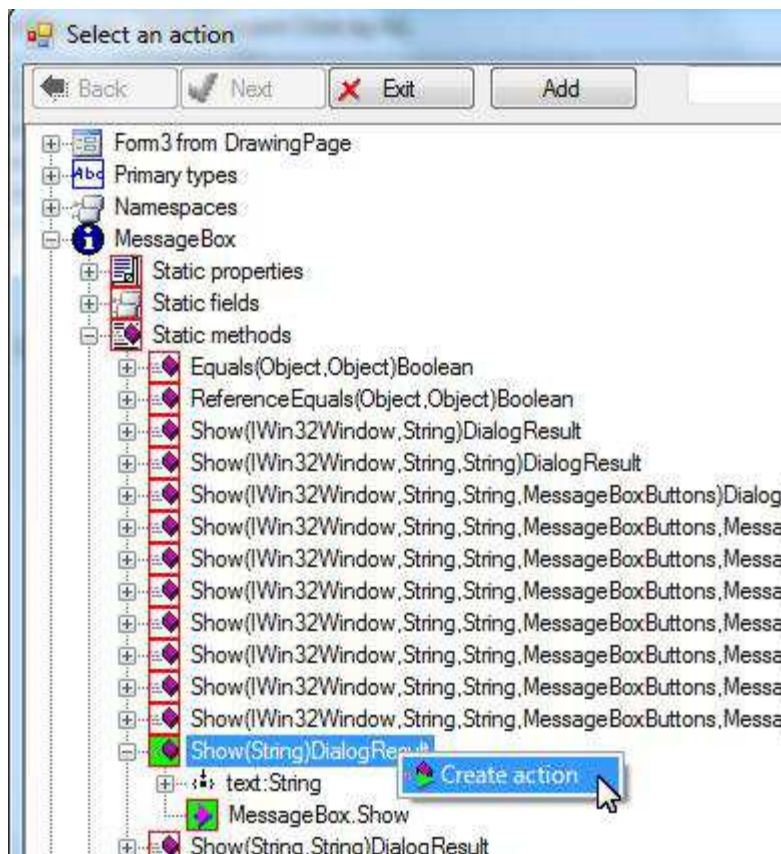 Select an action
Back Next Exit Add
Form3 from DrawingPage
Abc Primary types
Namespaces
MessageBox
Static properties
Static fields
Static methods
Equals(Object,Object)Boolean
ReferenceEquals(Object,Object)Boolean
Show(IWin32Window,String)DialogResult
Show(IWin32Window,String,String)DialogResult
Show(IWin32Window,String,String,MessageBoxButtons)Dialog
Show(IWin32Window,String,String,MessageBoxButtons,Messa
Show(IWin32Window,String,String,MessageBoxButtons,Messa
Show(IWin32Window,String,String,MessageBoxButtons,Messa
Show(IWin32Window,String,String,MessageBoxButtons,Messa
Show(IWin32Window,String,String,MessageBoxButtons,Messa
Show(IWin32Window,String,String,MessageBoxButtons,Messa
Show(IWin32Window,String,String,MessageBoxButtons,Messa
Show(String)DialogResult
Create action
text:String
MessageBox.Show
Show(String,String)DialogResult